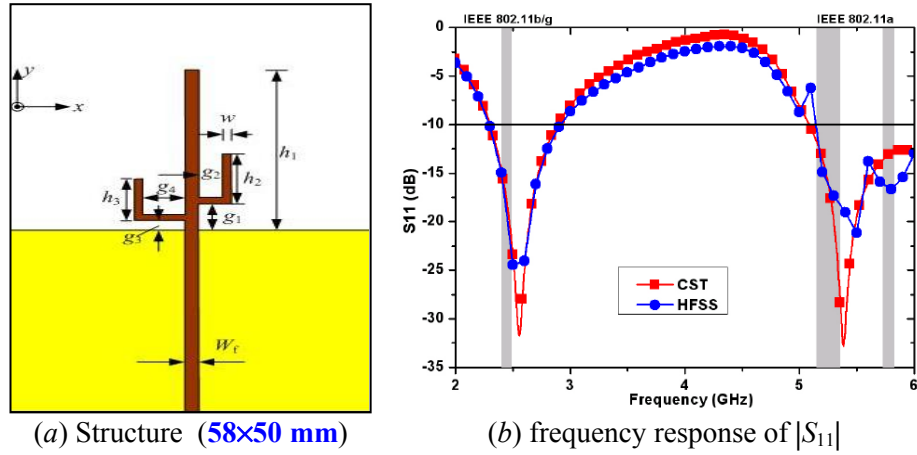 y
x
w
h₁
g₂
h₂
g₄
h₃
g₁
g₃
W_f
(a) Structure (58×50 mm)
IEEE 802.11b/g
IEEE 802.11a
0
-5
-10
-15
-20
-25
-30
-35
S11 (dB)
CST
HFSS
2
3
4
5
6
Frequency (GHz)
(b) frequency response of |S₁₁|